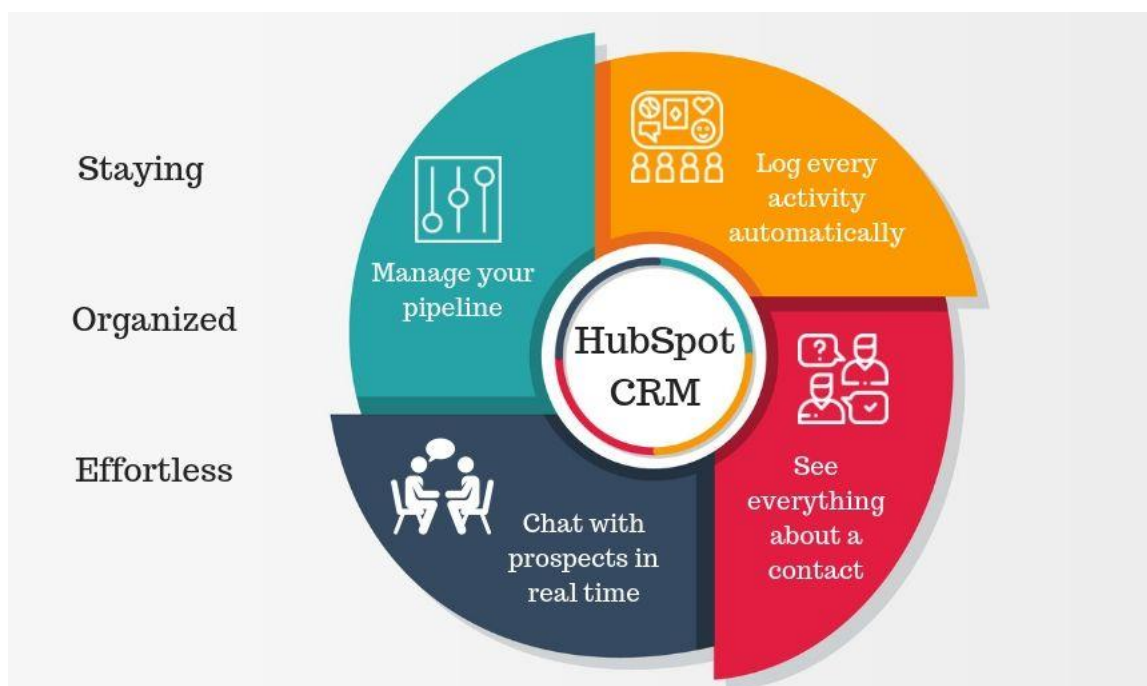 Staying
Organized
Effortless
Manage your
pipeline
Log every
activity
automatically
HubSpot
CRM
See
everything
about a
contact
Chat with
prospects in
real time